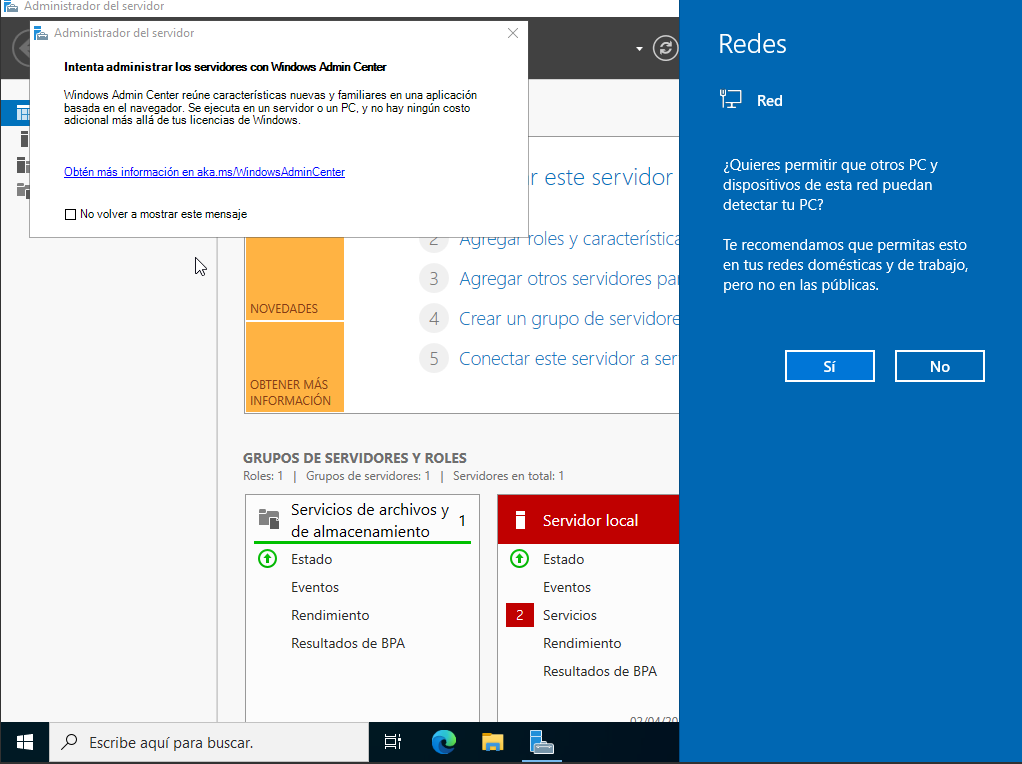 Administrador del servidor
Administrador del servidor
Intenta administrar los servidores con Windows Admin Center
Windows Admin Center reúne características nuevas y familiares en una aplicación
basada en el navegador. Se ejecuta en un servidor o un PC, y no hay ningún costo
adicional más allá de tus licencias de Windows.
Obtén más información en aka.ms/WindowsAdminCenter
No volver a mostrar este mensaje
este servidor
2 Agregar roles y característica
3 Agregar otros servidores
4 Crear un grupo de servidore
5 Conectar este servidor a
NOVEDADES
OBTENER MÁS
INFORMACIÓN
GRUPOS DE SERVIDORES Y ROLES
Roles: 1 | Grupos de servidores: 1 | Servidores en total: 1
Servicios de archivos y
de almacenamiento
1
Estado
Eventos
Rendimiento
Resultados de BPA
Servidor local
Estado
Eventos
2 Servicios
Rendimiento
Resultados de BPA
Escribe aquí para buscar.
Redes
Red
¿Quieres permitir que otros PC y
dispositivos de esta red puedan
detectar tu PC?
Te recomendamos que permitas esto
en tus redes domésticas y de trabajo,
pero no en las públicas.
Sí
No